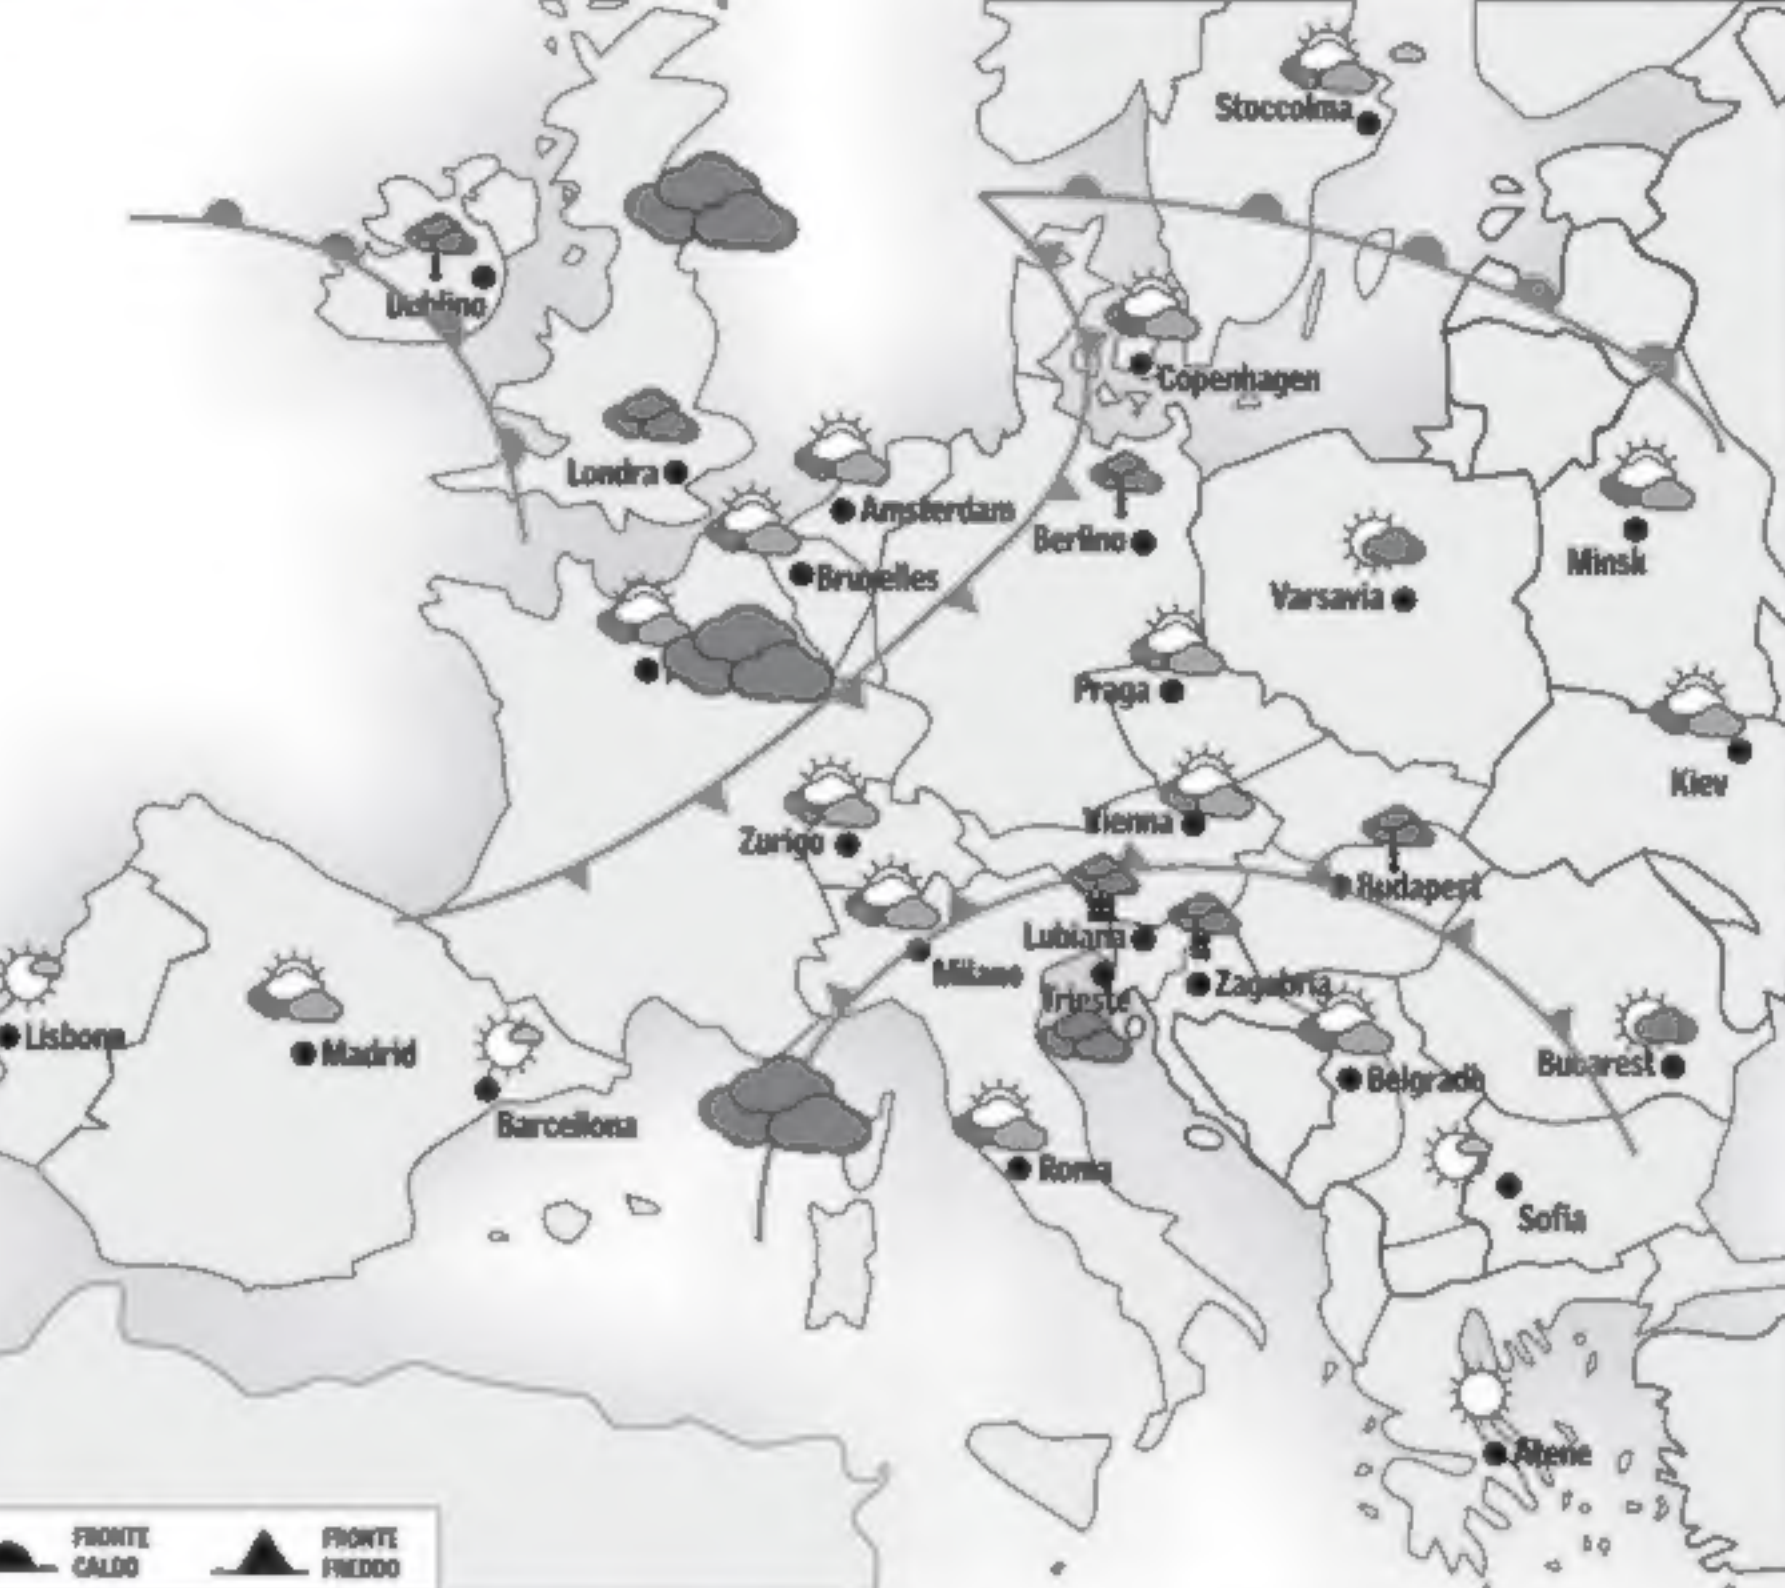 Stoccolma
Dublino
Copenhagen
Londra
Amsterdam
Berlino
Bruxelles
Minsk
Varsavia
Praga
Kiev
Vienna
Zurigo
Budapest
Lubiana
Milano
Zagabria
Trieste
Lisbona
Madrid
Bucarest
Belgrado
Barcellona
Roma
Sofia
Atene
FRONTE
CALDO
FRONTE
FREDDO